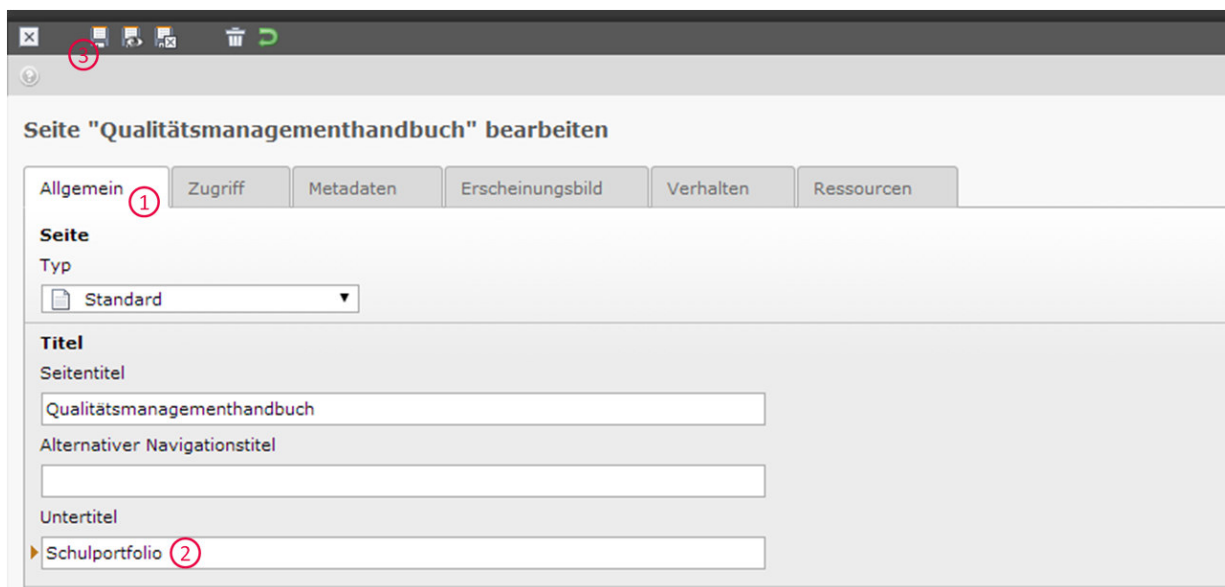 3
Seite "Qualitätsmanagementhandbuch" bearbeiten
Allgemein 1 Zugriff Metadaten Erscheinungsbild Verhalten Ressourcen
Seite
Typ
Standard
Titel
Seitentitel
Qualitätsmanagementhandbuch
Alternativer Navigationstitel
Untertitel
Schulportfolio 2